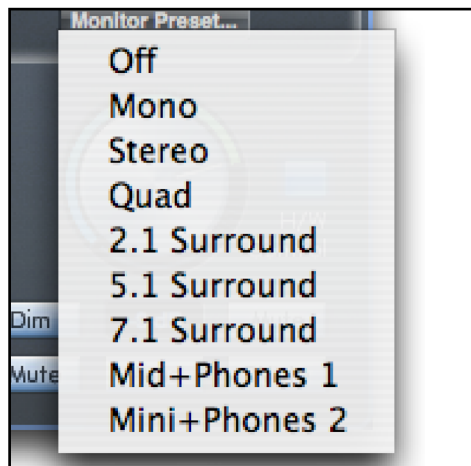 Monitor Preset...
Off
Mono
Stereo
Quad
2.1 Surround
H/W
5.1 Surround
Dim
7.1 Surround
Mute
Mid+Phones 1
Mini+Phones 2